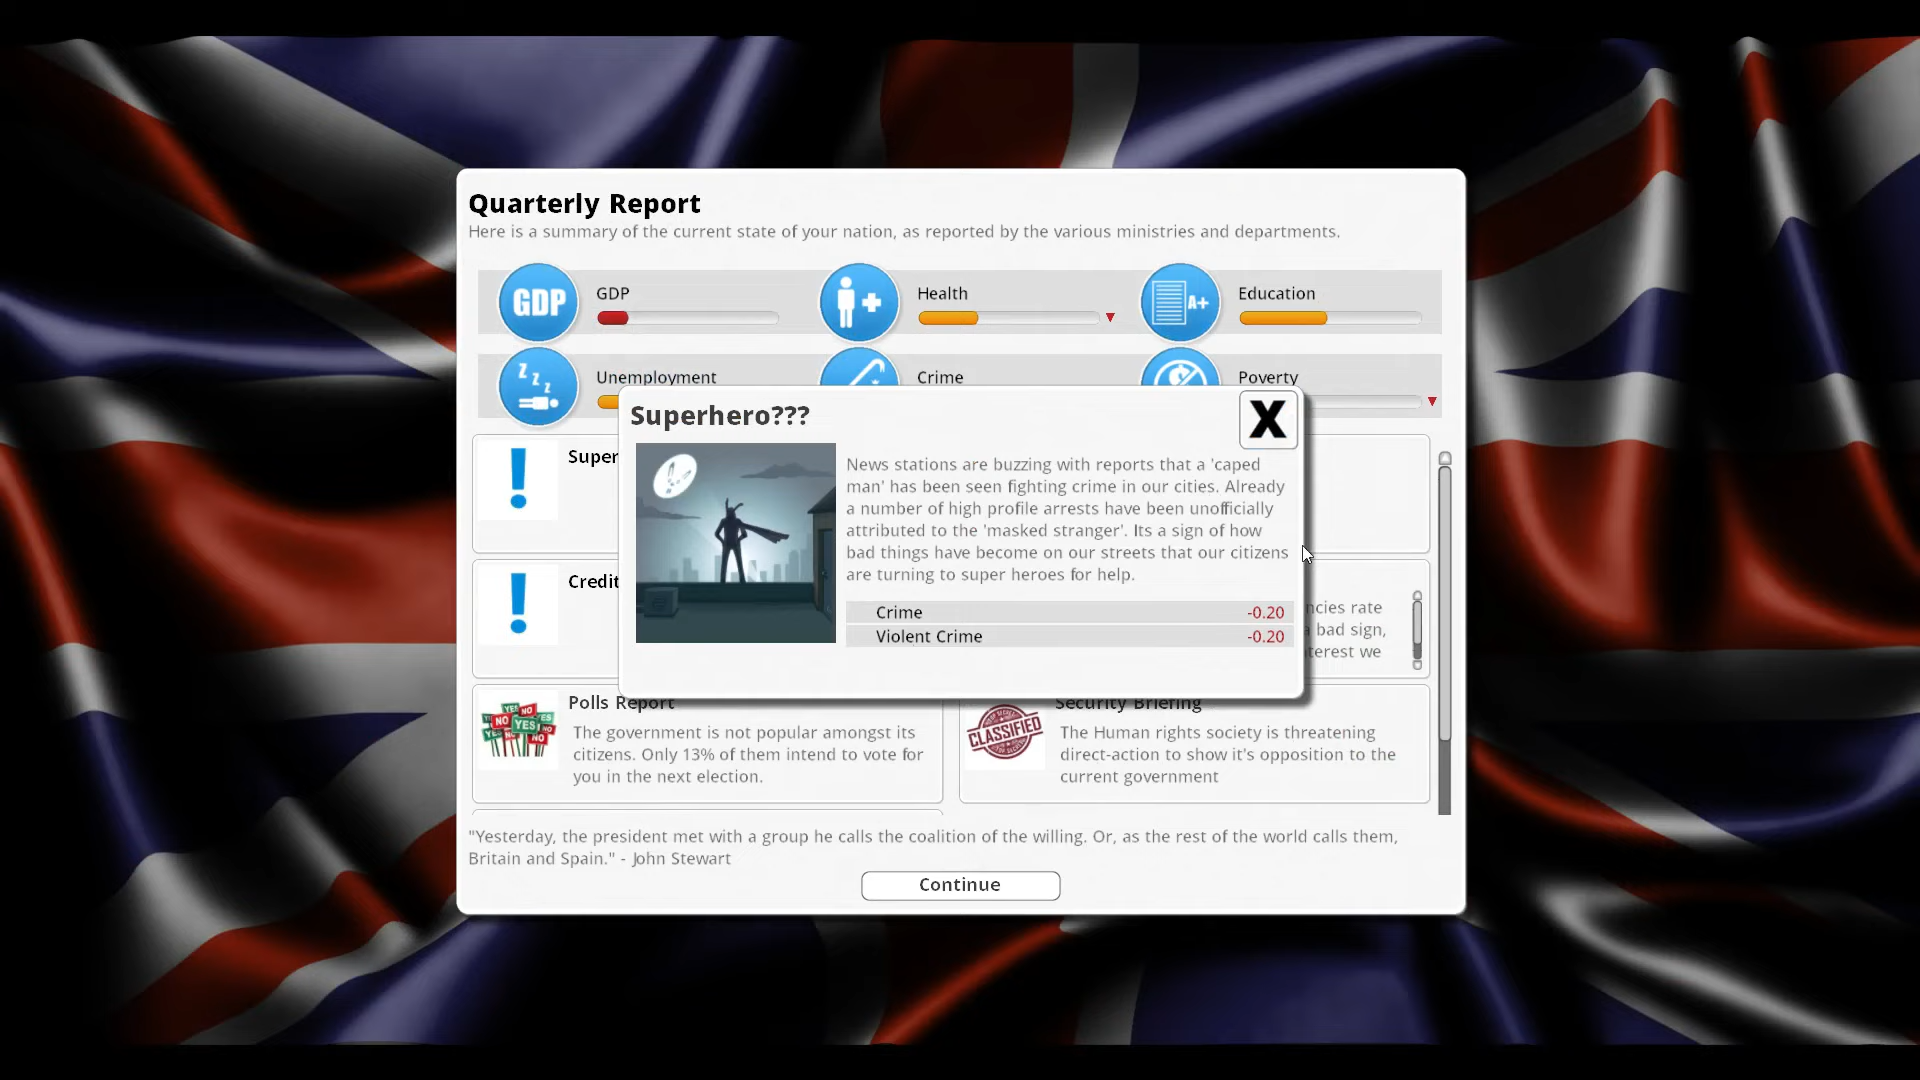 Quarterly Report
Here is a summary of the current state of your nation, as reported by the various ministries and departments.
GDP
GDP
Health
A+
Education
Z Z Z
Unemployment
Crime
Poverty
Superhero???
X
News stations are buzzing with reports that a 'caped
man' has been seen fighting crime in our cities. Already
a number of high profile arrests have been unofficially
attributed to the 'masked stranger'. Its a sign of how
bad things have become on our streets that our citizens
are turning to super heroes for help.
Crime -0.20
Violent Crime -0.20
Super
Credit
ncies rate
a bad sign,
terest we
YES NO YES NO YES NO
Polls Report
The government is not popular amongst its
citizens. Only 13% of them intend to vote for
you in the next election.
CLASSIFIED
Security Briefing
The Human rights society is threatening
direct-action to show it's opposition to the
current government
"Yesterday, the president met with a group he calls the coalition of the willing. Or, as the rest of the world calls them,
Britain and Spain." - John Stewart
Continue